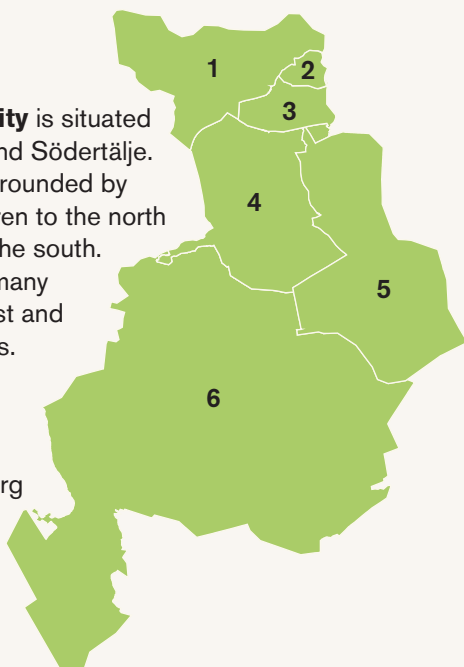 1
2
3
4
5
6
ity is situated
nd Södertälje.
rounded by
ren to the north
he south.
many
st and
s.
rg